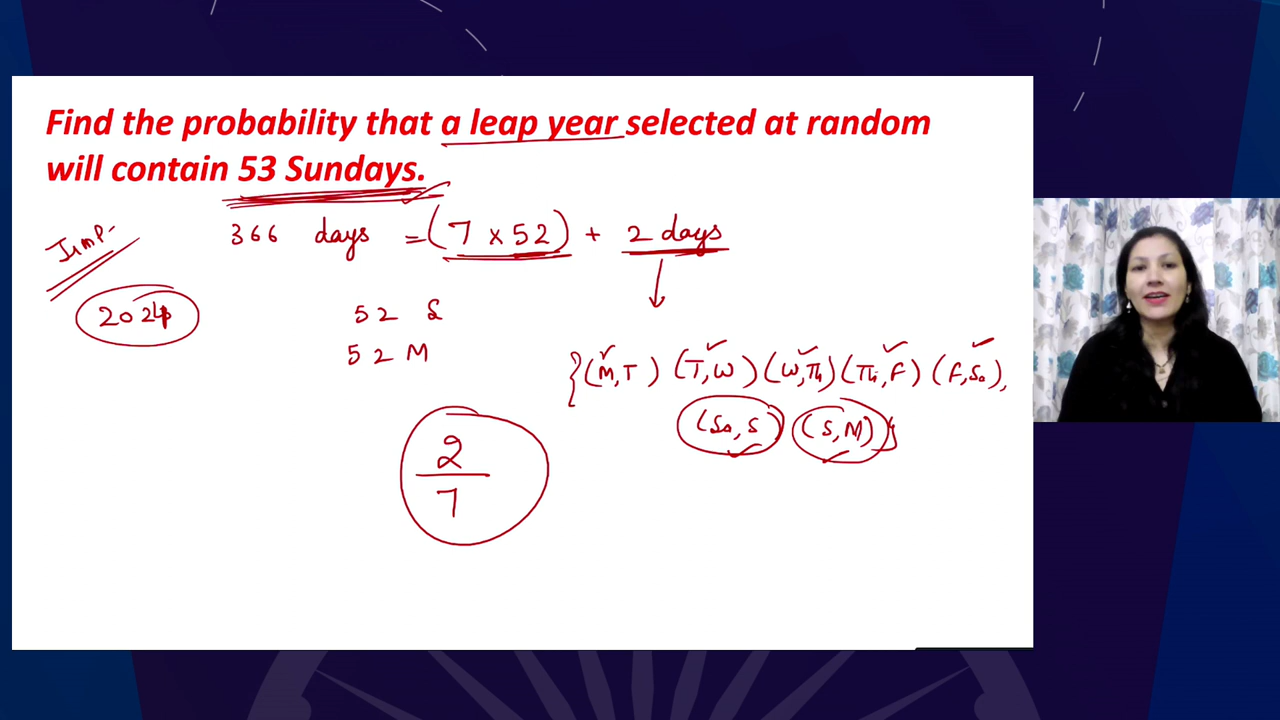 Find the probability that a leap year selected at random
will contain 53 Sundays.
366 days = (7 x 52) + 2 days
Jump-
2024
52 S
52 M
{(M,T) (T,W) (W,Th) (Th,F) (F,Sa),
(Sa,S) (S,M)}
2
7